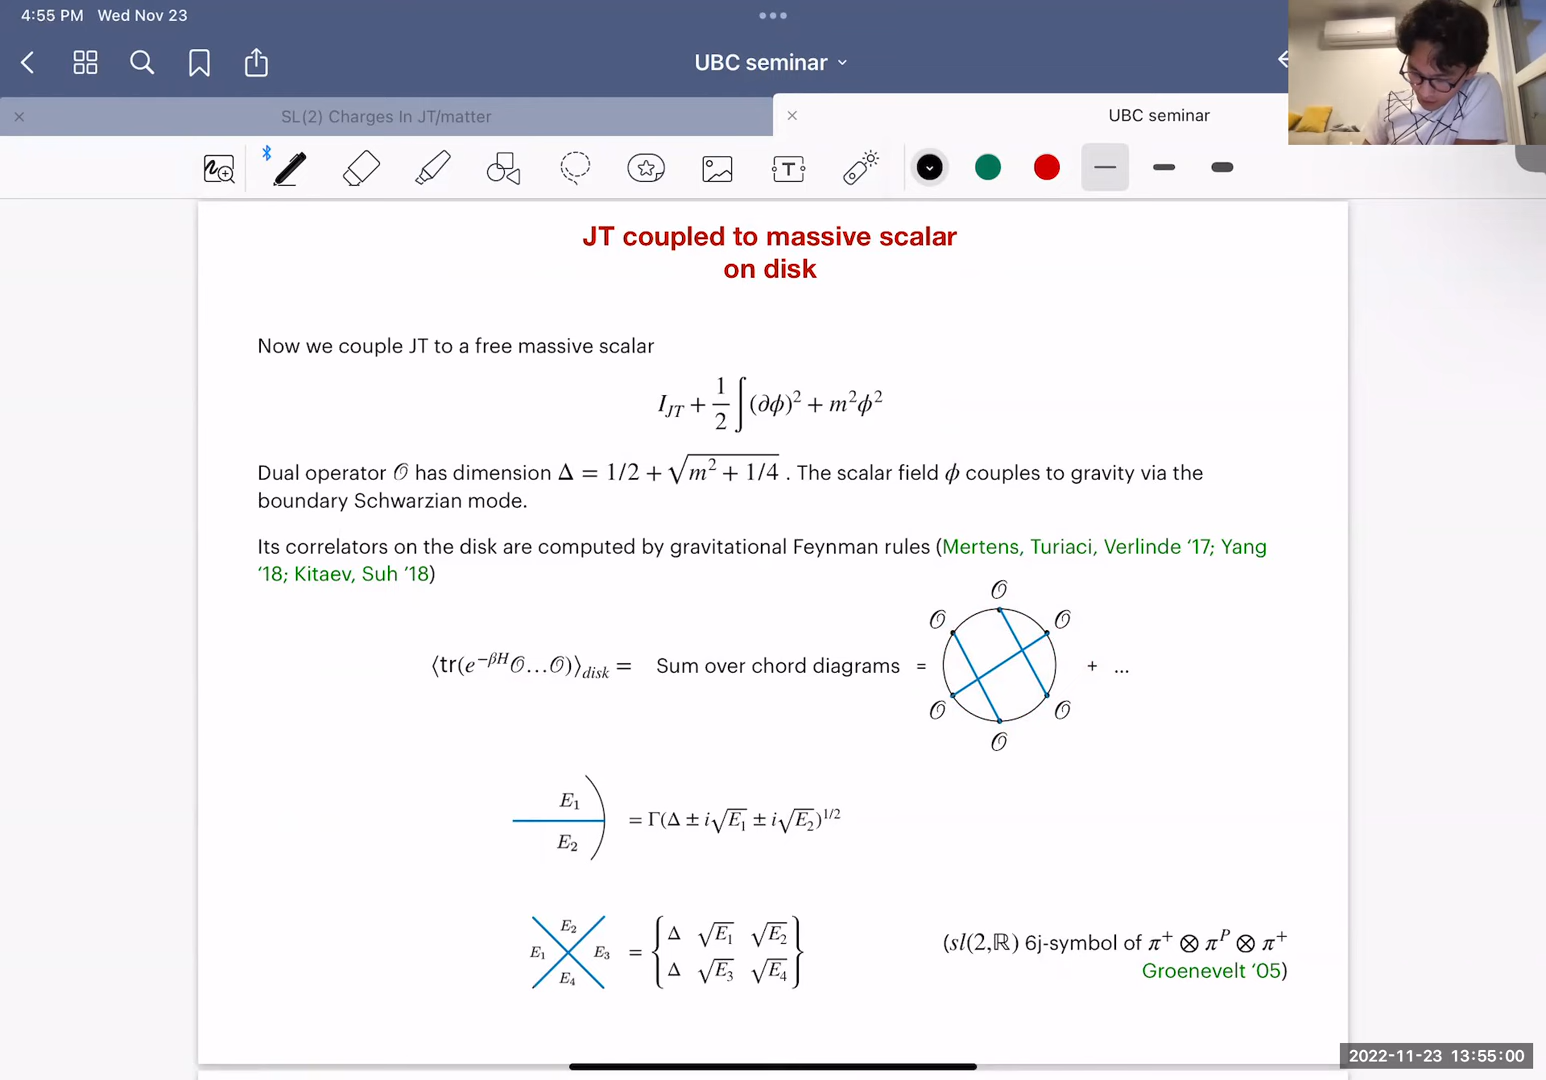 4:55 PM Wed Nov 23
UBC seminar
SL(2) Charges In JT/matter
UBC seminar
T
JT coupled to massive scalar
on disk
Now we couple JT to a free massive scalar
I_{JT} + \frac{1}{2} ∫ (∂ϕ)² + m²ϕ²
Dual operator 𝒪 has dimension Δ = 1/2 + √(m² + 1/4) . The scalar field ϕ couples to gravity via the
boundary Schwarzian mode.
Its correlators on the disk are computed by gravitational Feynman rules (Mertens, Turiaci, Verlinde ‘17; Yang
‘18; Kitaev, Suh ’18)
𝒪
𝒪 𝒪
⟨tr(e^{−βH}𝒪…𝒪)⟩_{disk} = Sum over chord diagrams = + …
𝒪 𝒪
𝒪
E₁
E₂
= Γ(Δ ± i√E₁ ± i√E₂)^{1/2}
E₂
E₁ E₃
E₄
= { Δ √E₁ √E₂
Δ √E₃ √E₄ }
(sl(2,ℝ) 6j-symbol of π⁺ ⊗ π^P ⊗ π⁺
Groenevelt ‘05)
2022-11-23 13:55:00